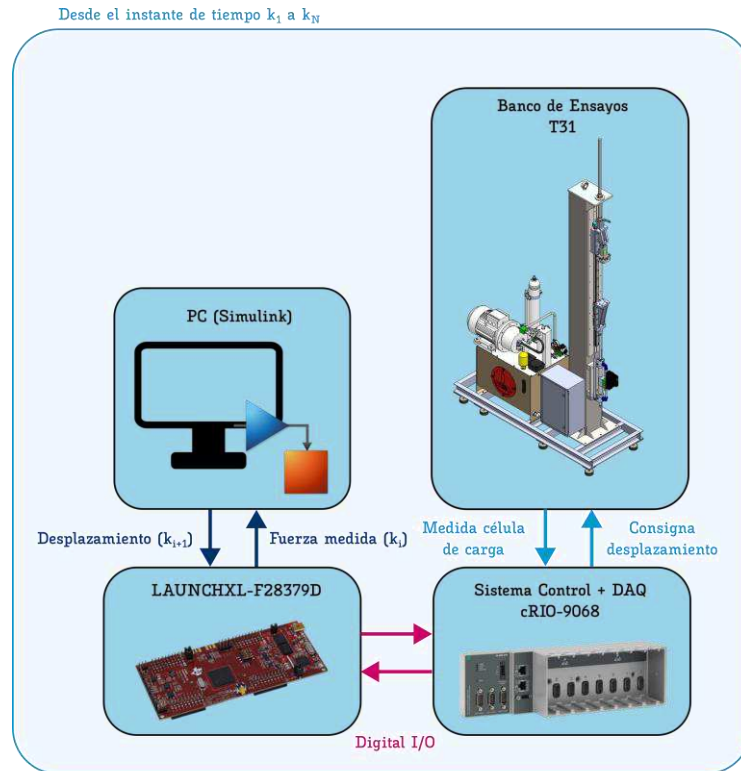 Desde el instante de tiempo k₁ a kN
Banco de Ensayos
T31
PC (Simulink)
Desplazamiento (kᵢ₊₁)
Fuerza medida (kᵢ)
Medida célula
de carga
Consigna
desplazamiento
LAUNCHXL-F28379D
Sistema Control + DAQ
cRIO-9068
Digital I/O